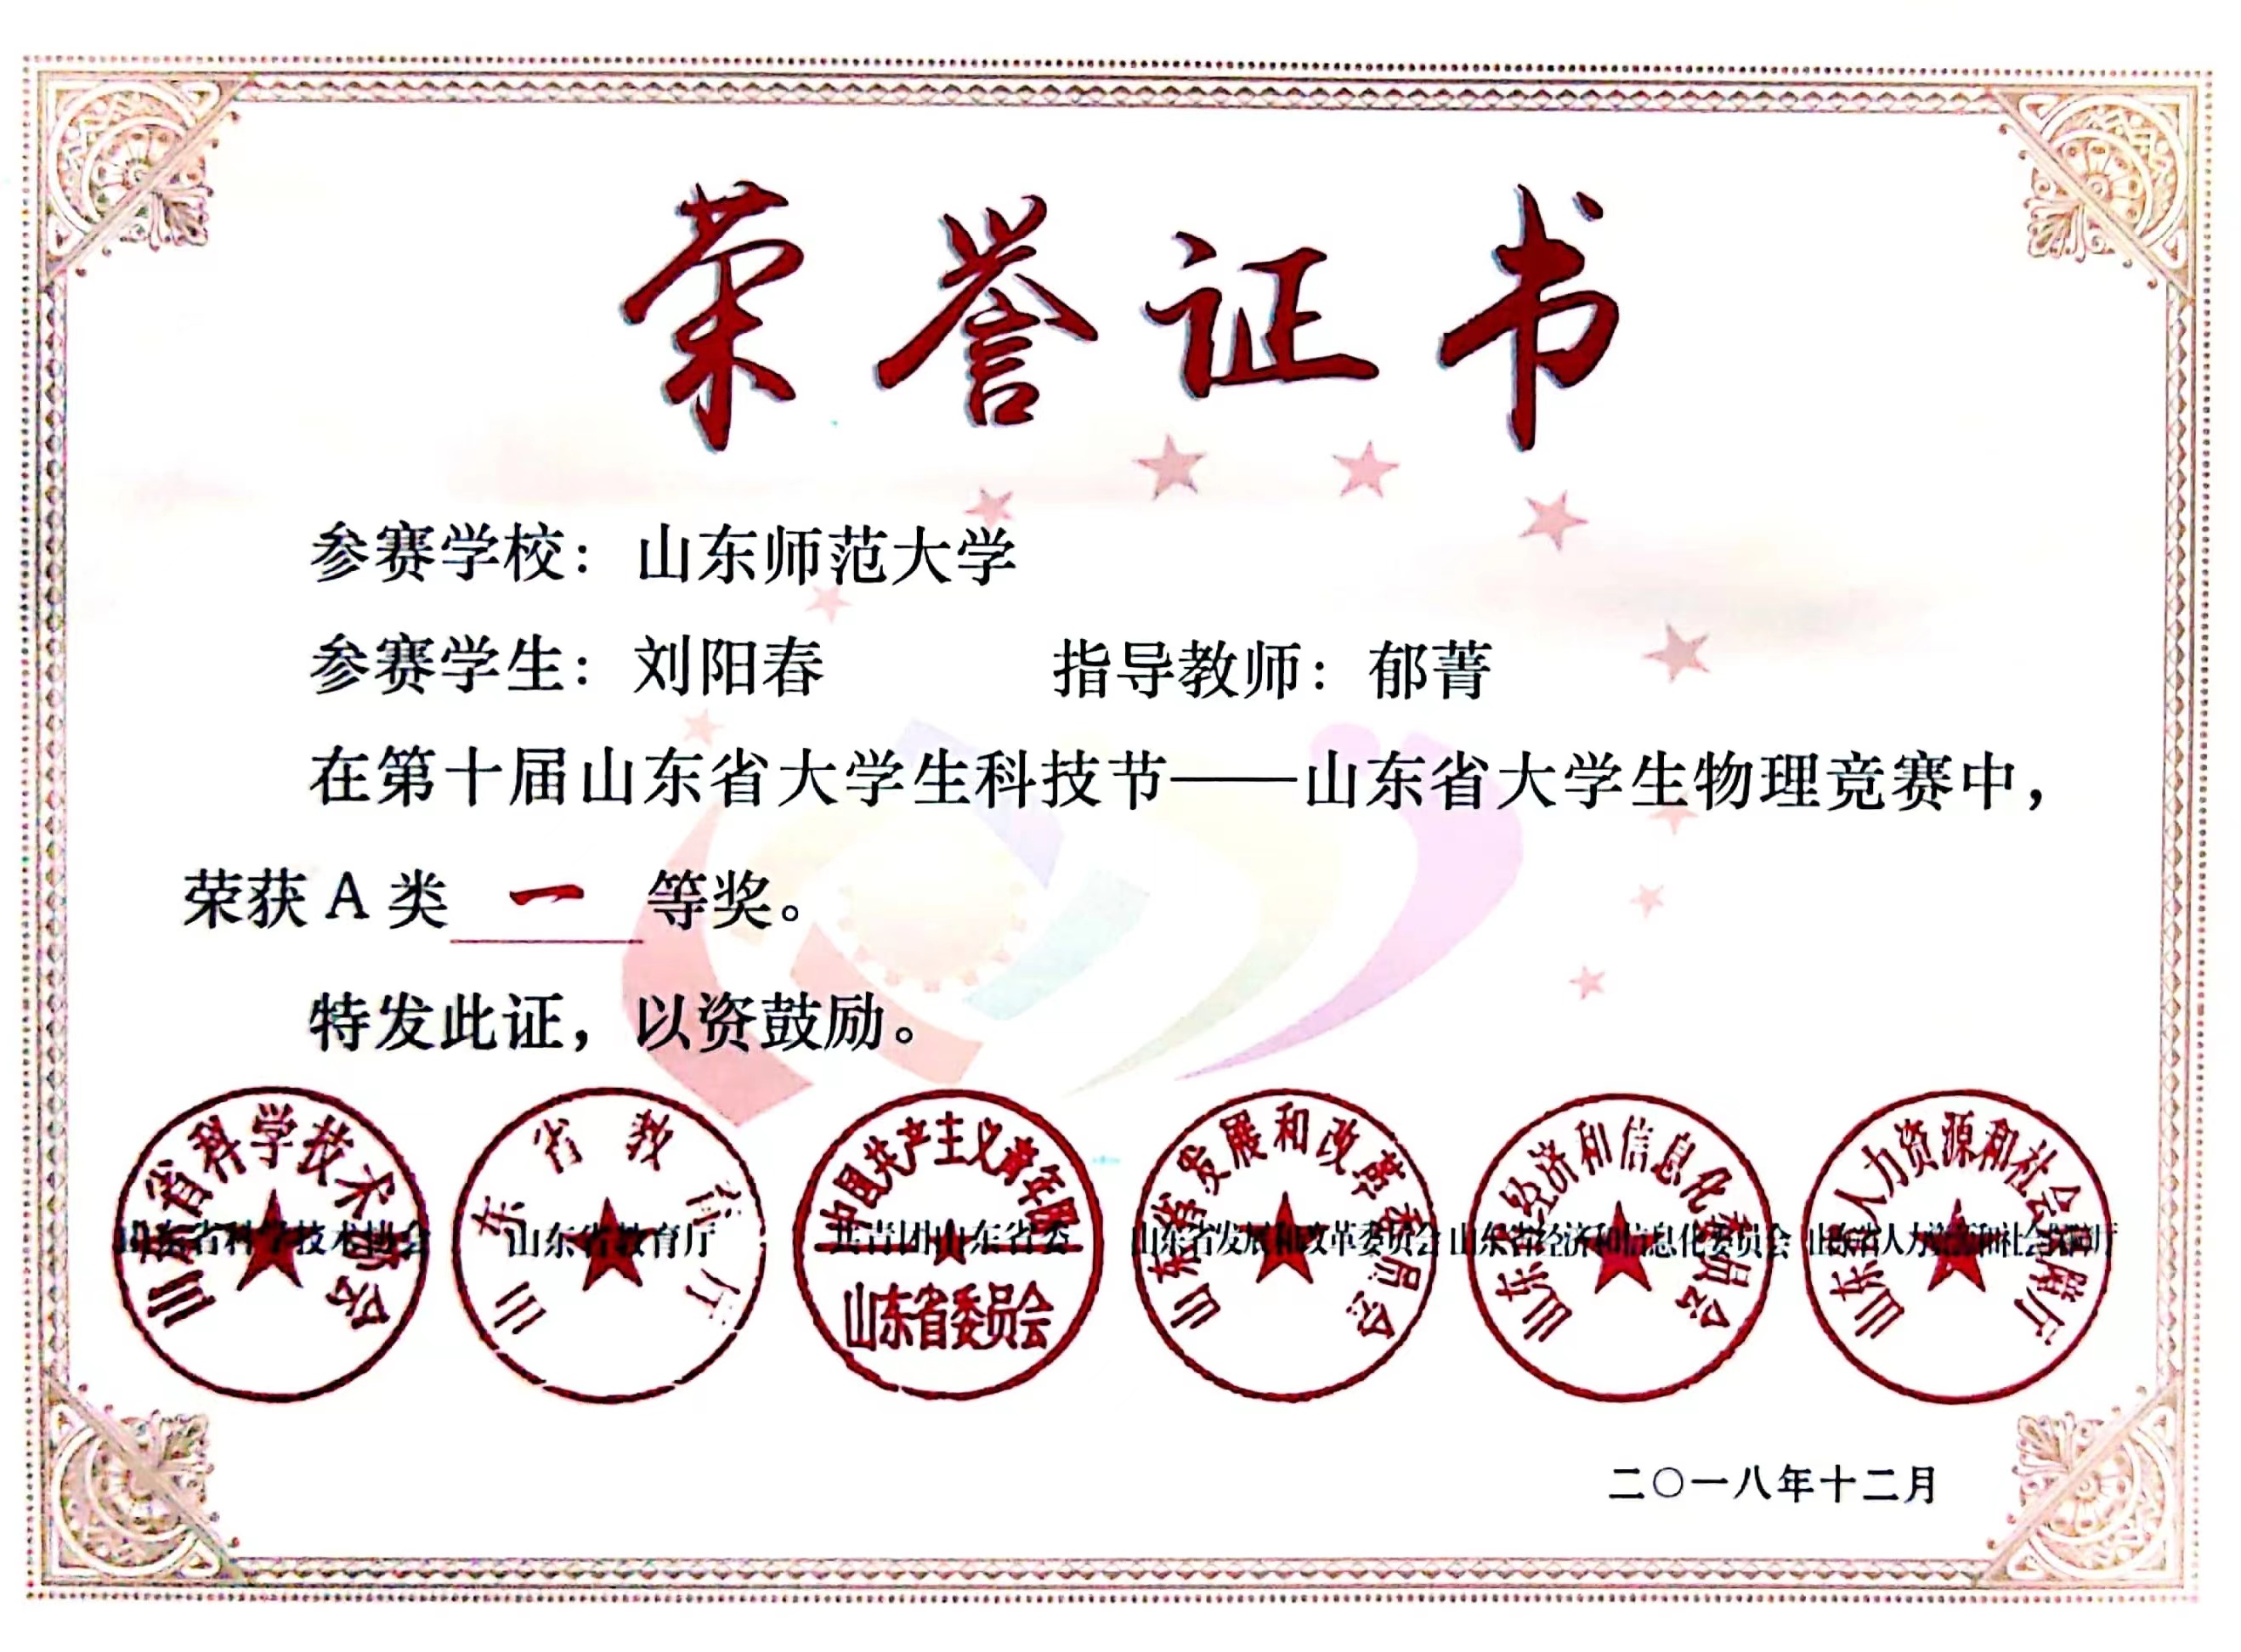 荣誉证书
参赛学校：山东师范大学
参赛学生：刘阳春 指导教师：郁菁
在第十届山东省大学生科技节——山东省大学生物理竞赛中，
荣获 A 类 一 等奖。
特发此证，以资鼓励。
山东省科学技术协会
山东省教育厅
中国共产主义青年团
山东省委员会
山东省发展和改革委员会
山东省经济和信息化委员会
山东省人力资源和社会保障厅
山东省科学技术协会 山东省教育厅 共青团山东省委 山东省发展和改革委员会 山东省经济和信息化委员会 山东省人力资源和社会保障厅
二〇一八年十二月